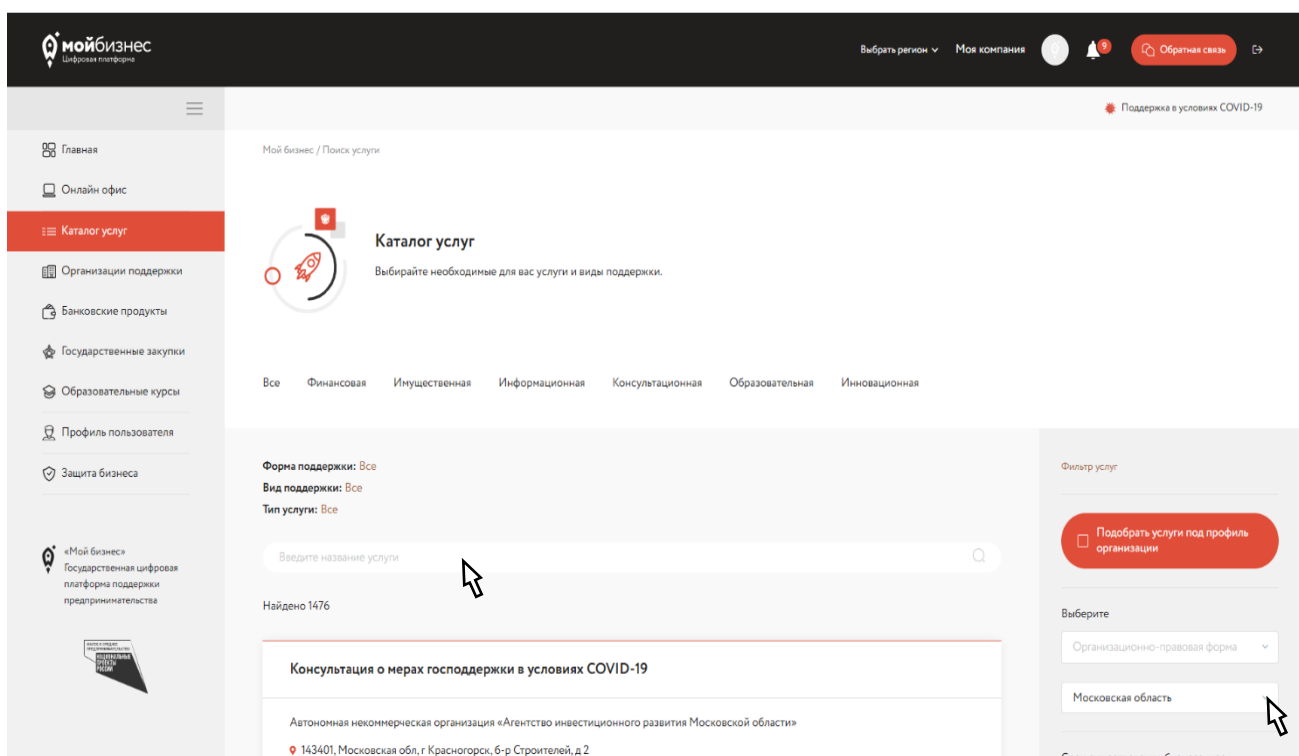 мойбизнес
Цифровая платформа
Выбрать регион
Моя компания
9
Обратная связь
Поддержка в условиях COVID-19
Главная
Онлайн офис
Каталог услуг
Организации поддержки
Банковские продукты
Государственные закупки
Образовательные курсы
Профиль пользователя
Защита бизнеса
«Мой бизнес»
Государственная цифровая
платформа поддержки
предпринимательства
НАЦИОНАЛЬНЫЕ
ПРОЕКТЫ
РОССИИ
Мой бизнес / Поиск услуги
Каталог услуг
Выбирайте необходимые для вас услуги и виды поддержки.
Все Финансовая Имущественная Информационная Консультационная Образовательная Инновационная
Форма поддержки: Все
Вид поддержки: Все
Тип услуги: Все
Введите название услуги
Найдено 1476
Консультация о мерах господдержки в условиях COVID-19
Автономная некоммерческая организация «Агентство инвестиционного развития Московской области»
143401, Московская обл, г Красногорск, б-р Строителей, д 2
Фильтр услуг
Подобрать услуги под профиль
организации
Выберите
Организационно-правовая форма
Московская область